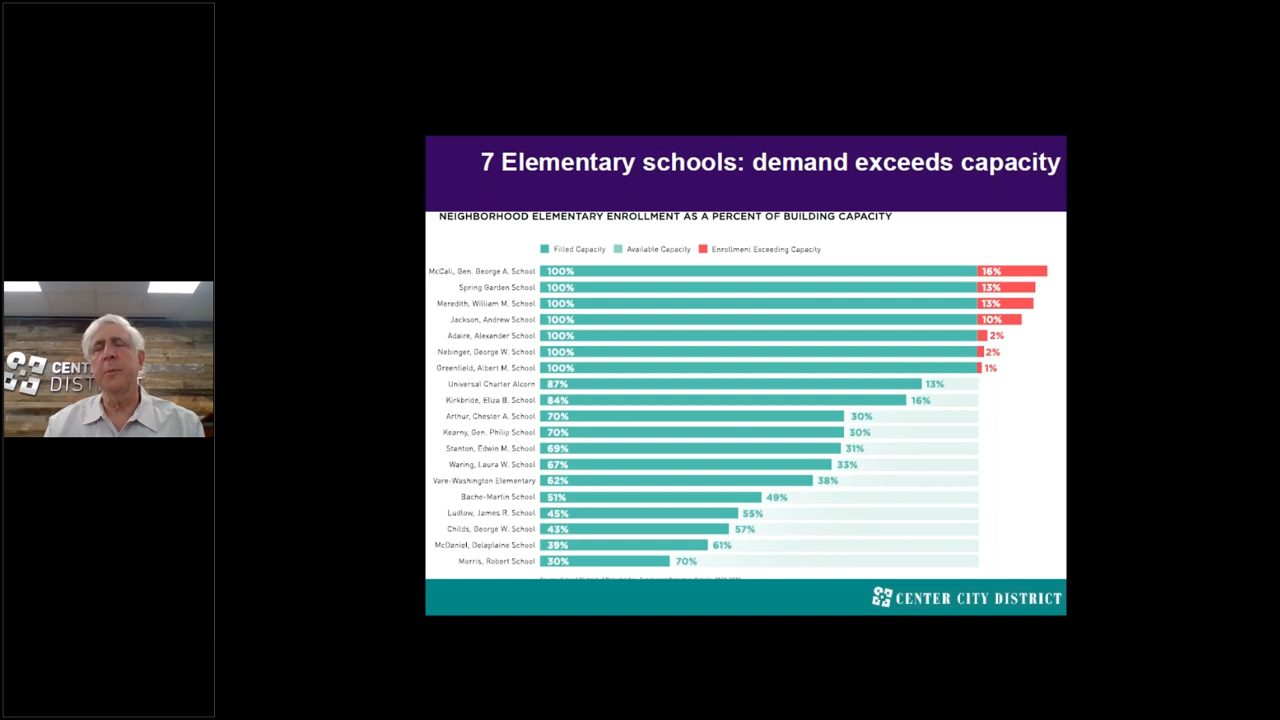 CENT
DIST
7 Elementary schools: demand exceeds capacity
NEIGHBORHOOD ELEMENTARY ENROLLMENT AS A PERCENT OF BUILDING CAPACITY
Filled Capacity Available Capacity Enrollment Exceeding Capacity
McCall, Gen. George A. School 100% 16%
Spring Garden School 100% 13%
Meredith, William M. School 100% 13%
Jackson, Andrew School 100% 10%
Adaire, Alexander School 100% 2%
Nebinger, George W. School 100% 2%
Greenfield, Albert M. School 100% 1%
Universal Charter Alcorn 87% 13%
Kirkbride, Eliza B. School 84% 16%
Arthur, Chester A. School 70% 30%
Kearny, Gen. Philip School 70% 30%
Stanton, Edwin M. School 69% 31%
Waring, Laura W. School 67% 33%
Vare-Washington Elementary 62% 38%
Bache-Martin School 51% 49%
Ludlow, James R. School 45% 55%
Childs, George W. School 43% 57%
McDaniel, Delaplaine School 39% 61%
Morris, Robert School 30% 70%
CENTER CITY DISTRICT